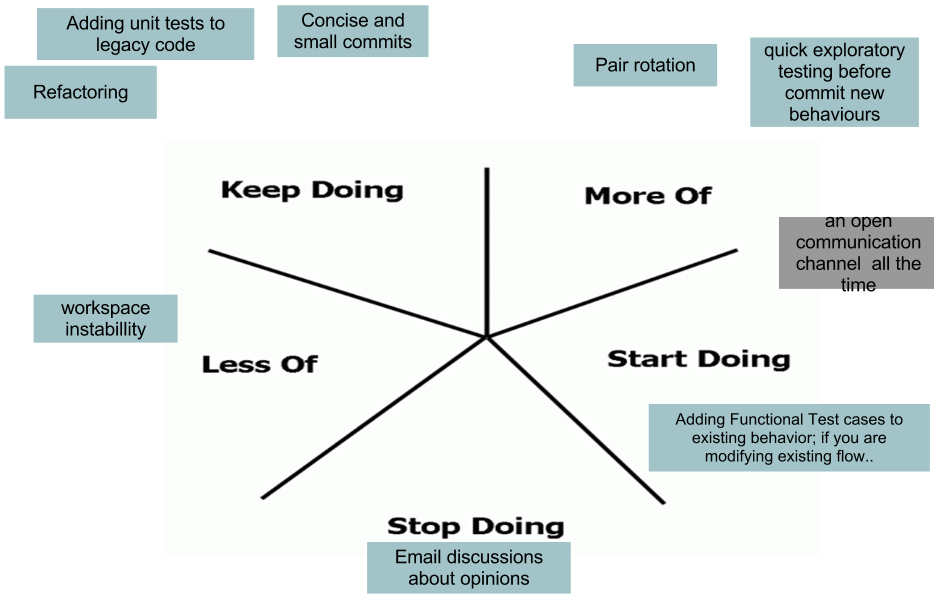 Adding unit tests to
legacy code
Concise and
small commits
Refactoring
Pair rotation
quick exploratory
testing before
commit new
behaviours
Keep Doing
More Of
an open
communication
channel  all the
time
workspace
instabillity
Less Of
Start Doing
Adding Functional Test cases to
existing behavior; if you are
modifying existing flow..
Stop Doing
Email discussions
about opinions